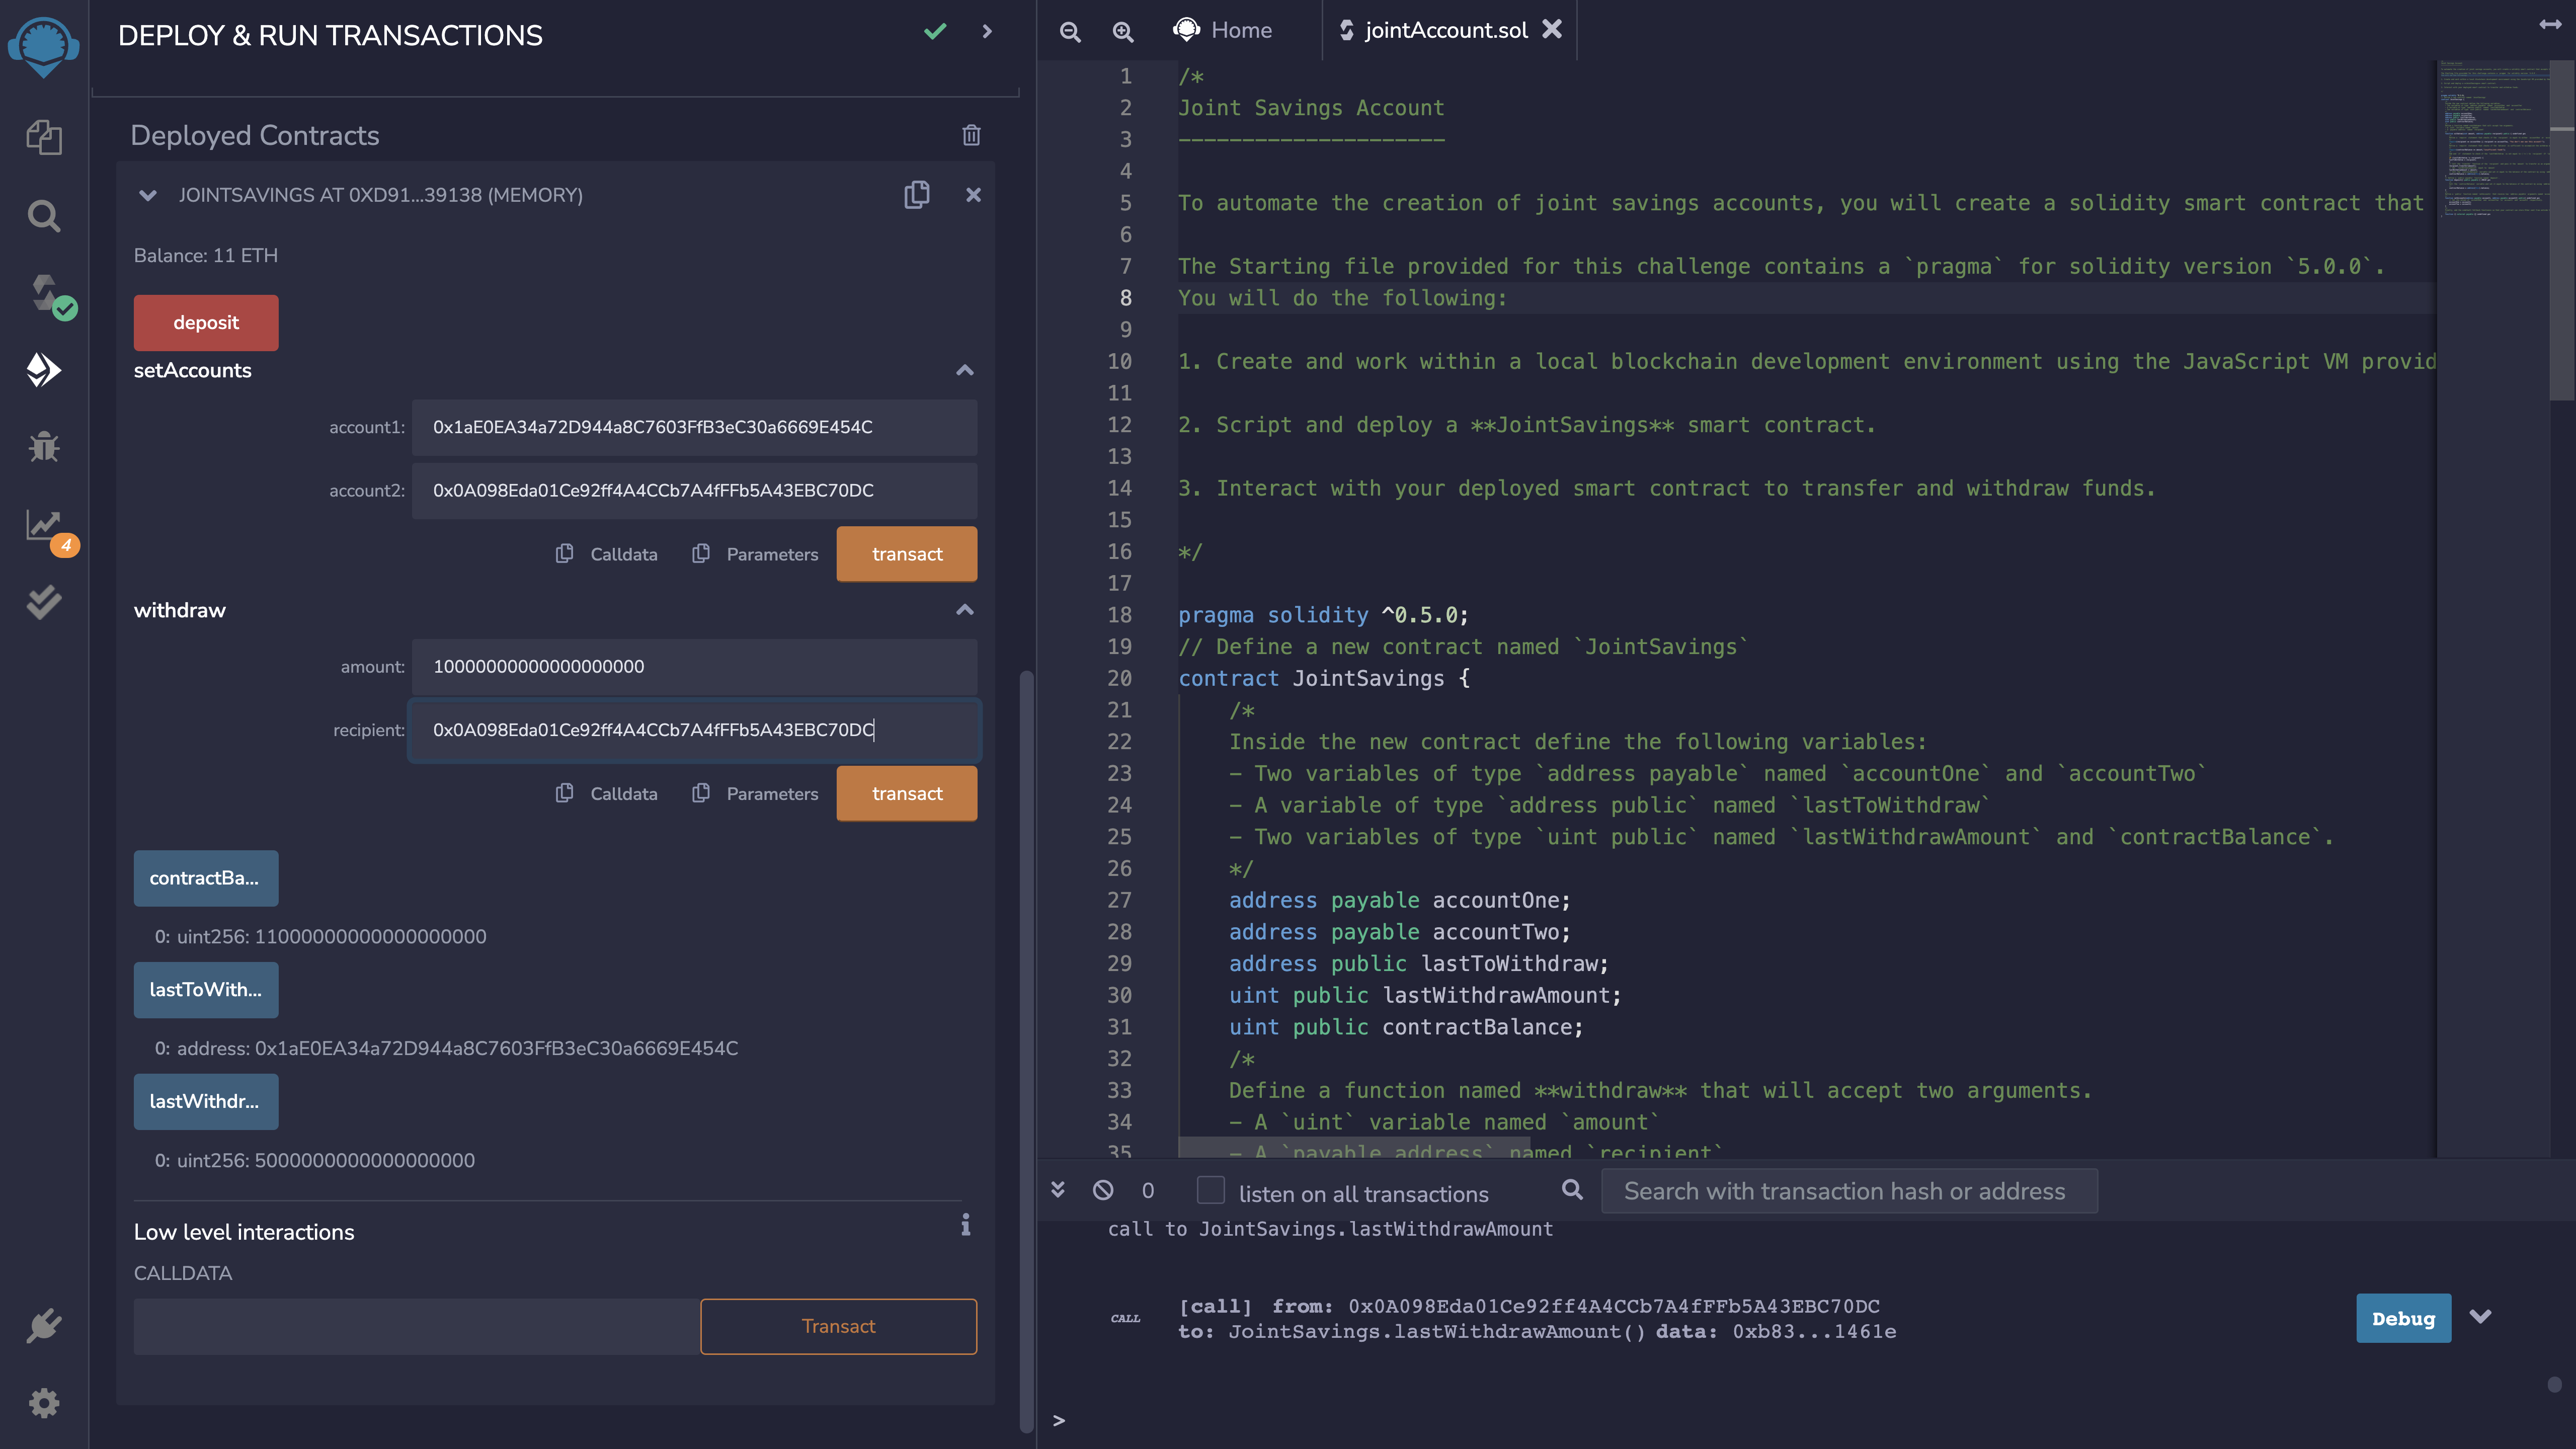 DEPLOY & RUN TRANSACTIONS
Deployed Contracts
JOINTSAVINGS AT 0XD91...39138 (MEMORY)
Balance: 11 ETH
deposit
setAccounts
account1: 0x1aE0EA34a72D944a8C7603FfB3eC30a6669E454C
account2: 0x0A098Eda01Ce92ff4A4CCb7A4fFFb5A43EBC70DC
Calldata Parameters transact
withdraw
amount: 10000000000000000000
recipient: 0x0A098Eda01Ce92ff4A4CCb7A4fFFb5A43EBC70DC
Calldata Parameters transact
contractBa...
0: uint256: 11000000000000000000
lastToWith...
0: address: 0x1aE0EA34a72D944a8C7603FfB3eC30a6669E454C
lastWithdr...
0: uint256: 5000000000000000000
Low level interactions
CALLDATA
Transact
4
Home jointAccount.sol
1 /*
2 Joint Savings Account
3 ---------------------
4
5 To automate the creation of joint savings accounts, you will create a solidity smart contract that
6
7 The Starting file provided for this challenge contains a `pragma` for solidity version `5.0.0`.
8 You will do the following:
9
10 1. Create and work within a local blockchain development environment using the JavaScript VM provid
11
12 2. Script and deploy a **JointSavings** smart contract.
13
14 3. Interact with your deployed smart contract to transfer and withdraw funds.
15
16 */
17
18 pragma solidity ^0.5.0;
19 // Define a new contract named `JointSavings`
20 contract JointSavings {
21 /*
22 Inside the new contract define the following variables:
23 - Two variables of type `address payable` named `accountOne` and `accountTwo`
24 - A variable of type `address public` named `lastToWithdraw`
25 - Two variables of type `uint public` named `lastWithdrawAmount` and `contractBalance`.
26 */
27 address payable accountOne;
28 address payable accountTwo;
29 address public lastToWithdraw;
30 uint public lastWithdrawAmount;
31 uint public contractBalance;
32 /*
33 Define a function named **withdraw** that will accept two arguments.
34 - A `uint` variable named `amount`
35 - A `payable address` named `recipient`
0 listen on all transactions Search with transaction hash or address
call to JointSavings.lastWithdrawAmount
CALL [call] from: 0x0A098Eda01Ce92ff4A4CCb7A4fFFb5A43EBC70DC
to: JointSavings.lastWithdrawAmount() data: 0xb83...1461e
Debug
>